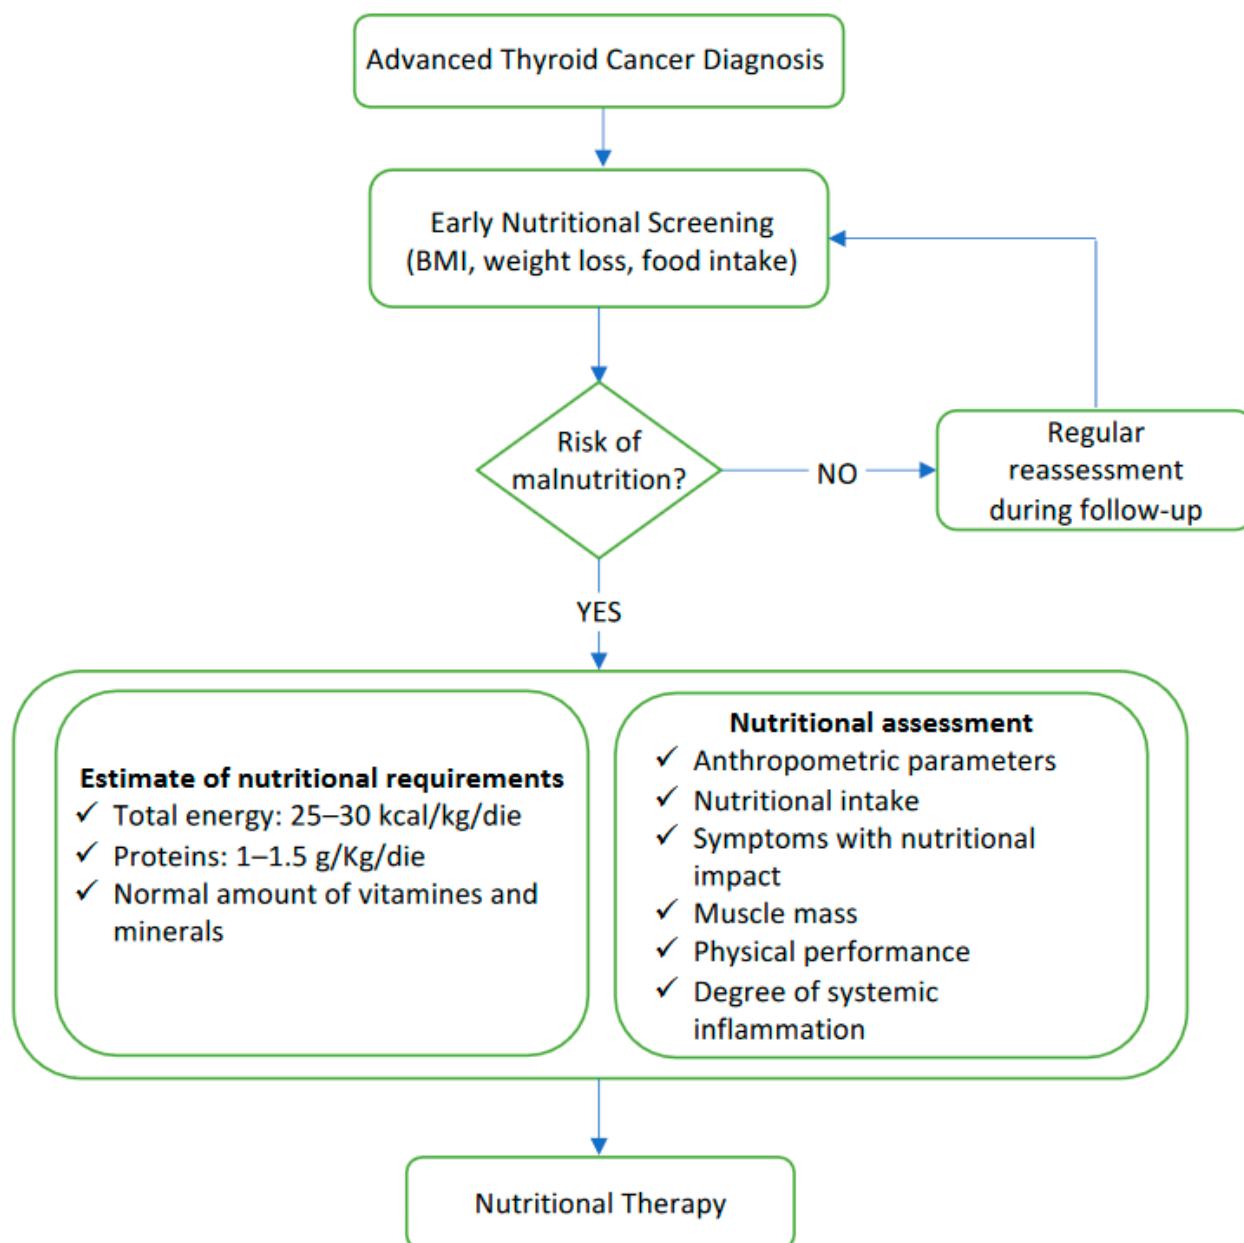 Advanced Thyroid Cancer Diagnosis
Early Nutritional Screening
(BMI, weight loss, food intake)
Risk of
malnutrition?
NO
Regular
reassessment
during follow-up
YES
Estimate of nutritional requirements
✓ Total energy: 25–30 kcal/kg/die
✓ Proteins: 1–1.5 g/Kg/die
✓ Normal amount of vitamines and
minerals
Nutritional assessment
✓ Anthropometric parameters
✓ Nutritional intake
✓ Symptoms with nutritional
impact
✓ Muscle mass
✓ Physical performance
✓ Degree of systemic
inflammation
Nutritional Therapy